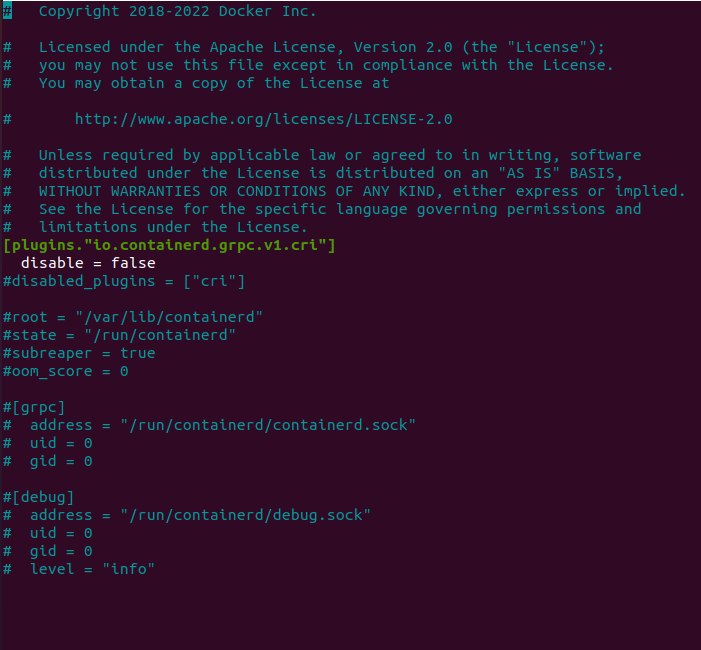 #   Copyright 2018-2022 Docker Inc.

#   Licensed under the Apache License, Version 2.0 (the "License");
#   you may not use this file except in compliance with the License.
#   You may obtain a copy of the License at

#       http://www.apache.org/licenses/LICENSE-2.0

#   Unless required by applicable law or agreed to in writing, software
#   distributed under the License is distributed on an "AS IS" BASIS,
#   WITHOUT WARRANTIES OR CONDITIONS OF ANY KIND, either express or implied.
#   See the License for the specific language governing permissions and
#   limitations under the License.
[plugins."io.containerd.grpc.v1.cri"]
  disable = false
#disabled_plugins = ["cri"]

#root = "/var/lib/containerd"
#state = "/run/containerd"
#subreaper = true
#oom_score = 0

#[grpc]
#  address = "/run/containerd/containerd.sock"
#  uid = 0
#  gid = 0

#[debug]
#  address = "/run/containerd/debug.sock"
#  uid = 0
#  gid = 0
#  level = "info"